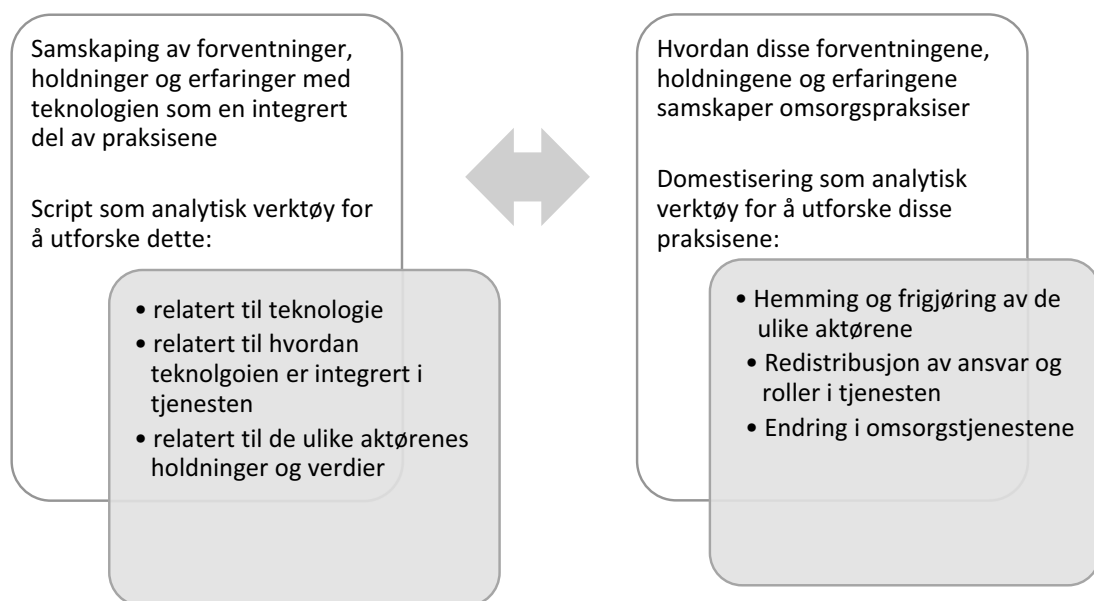 Samskaping av forventninger,
holdninger og erfaringer med
teknologien som en integrert
del av praksisene
Script som analytisk verktøy for
å utforske dette:
• relatert til teknologie
• relatert til hvordan
teknolgoien er integrert i
tjenesten
• relatert til de ulike aktørenes
holdninger og verdier
Hvordan disse forventningene,
holdningene og erfaringene
samskaper omsorgspraksiser
Domestisering som analytisk
verktøy for å utforske disse
praksisene:
• Hemming og frigjøring av de
ulike aktørene
• Redistribusjon av ansvar og
roller i tjenesten
• Endring i omsorgstjenestene